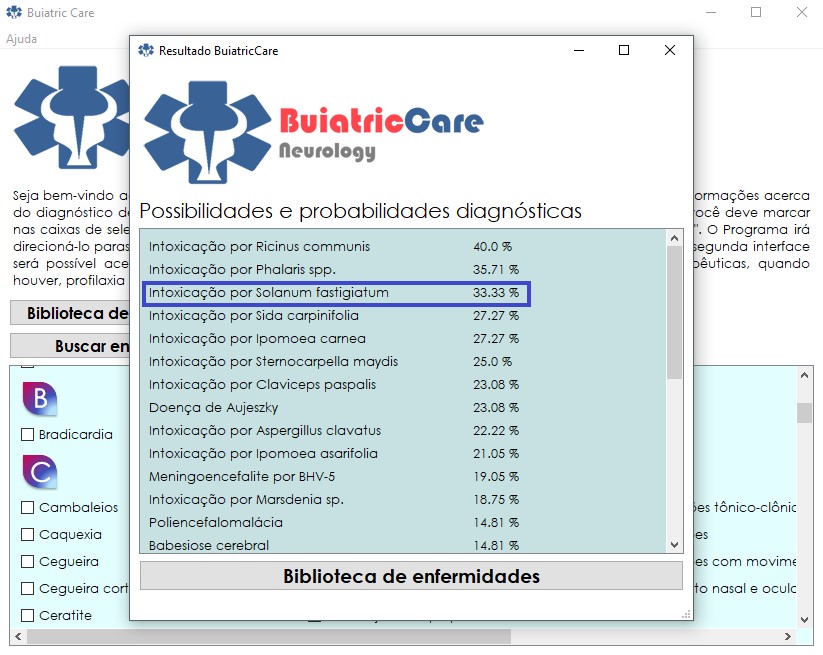 Buiatric Care
Ajuda
Resultado BuiatricCare
BuiatricCare
Neurology
Seja bem-vindo a
ormações acerca
do diagnóstico de
você deve marcar
nas caixas de sele
". O Programa irá
direcioná-lo paras
segunda interface
será possível ace
pêuticas, quando
houver, profilaxia
Possibilidades e probabilidades diagnósticas
Intoxicação por Ricinus communis 40.0 %
Intoxicação por Phalaris spp. 35.71 %
Intoxicação por Solanum fastigiatum 33.33 %
Intoxicação por Sida carpinifolia 27.27 %
Intoxicação por Ipomoea carnea 27.27 %
Intoxicação por Sternocarpella maydis 25.0 %
Intoxicação por Claviceps paspalis 23.08 %
Doença de Aujeszky 23.08 %
Intoxicação por Aspergillus clavatus 22.22 %
Intoxicação por Ipomoea asarifolia 21.05 %
Meningoencefalite por BHV-5 19.05 %
Intoxicação por Marsdenia sp. 18.75 %
Poliencefalomalácia 14.81 %
Babesiose cerebral 14.81 %
Biblioteca de enfermidades
Biblioteca de
Buscar en
B
Bradicardia
C
Cambaleios
ões tônico-clônic
Caquexia
es
Cegueira
es com movime
Cegueira cort
to nasal e ocula
Ceratite